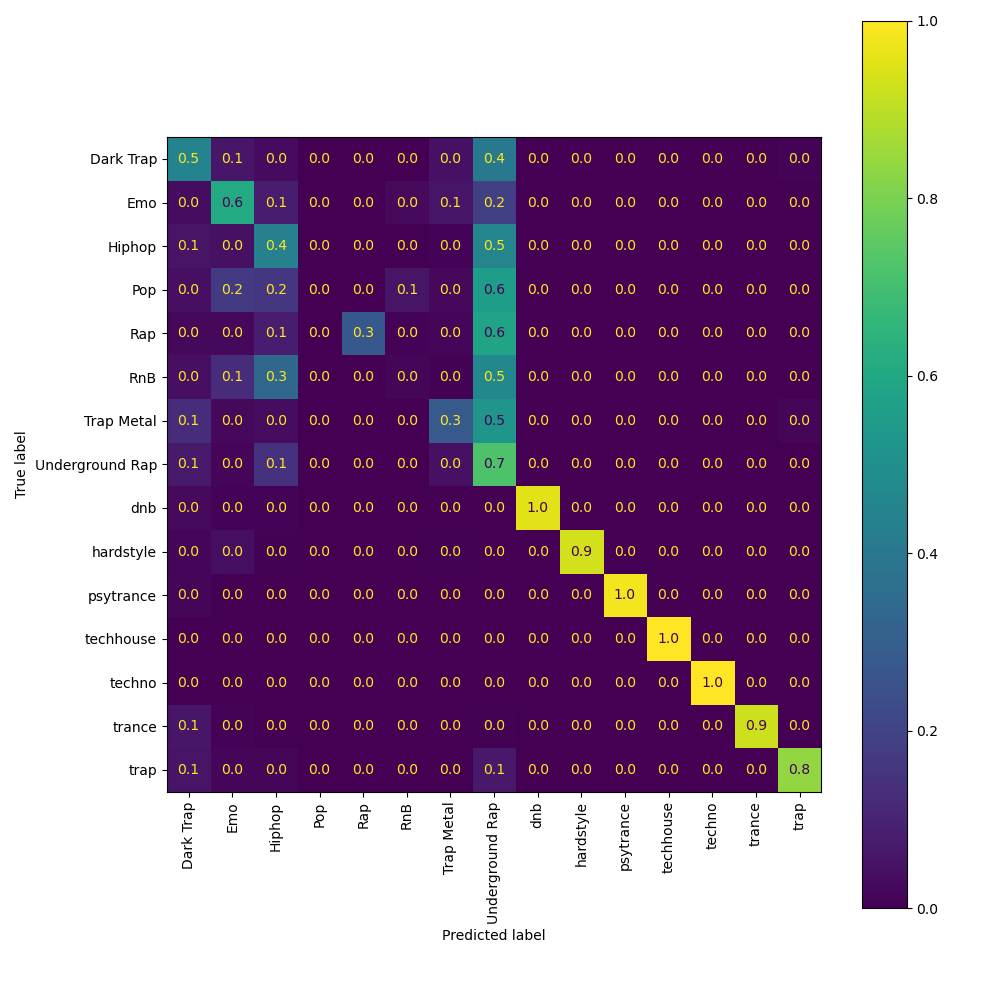 1.0
Dark Trap 0.5 0.1 0.0 0.0 0.0 0.0 0.0 0.4 0.0 0.0 0.0 0.0 0.0 0.0 0.0
Emo 0.0 0.6 0.1 0.0 0.0 0.0 0.1 0.2 0.0 0.0 0.0 0.0 0.0 0.0 0.0
0.8
Hiphop 0.1 0.0 0.4 0.0 0.0 0.0 0.0 0.5 0.0 0.0 0.0 0.0 0.0 0.0 0.0
Pop 0.0 0.2 0.2 0.0 0.0 0.1 0.0 0.6 0.0 0.0 0.0 0.0 0.0 0.0 0.0
Rap 0.0 0.0 0.1 0.0 0.3 0.0 0.0 0.6 0.0 0.0 0.0 0.0 0.0 0.0 0.0
RnB 0.0 0.1 0.3 0.0 0.0 0.0 0.0 0.5 0.0 0.0 0.0 0.0 0.0 0.0 0.0
0.6
Trap Metal 0.1 0.0 0.0 0.0 0.0 0.0 0.3 0.5 0.0 0.0 0.0 0.0 0.0 0.0 0.0
True label
Underground Rap 0.1 0.0 0.1 0.0 0.0 0.0 0.0 0.7 0.0 0.0 0.0 0.0 0.0 0.0 0.0
dnb 0.0 0.0 0.0 0.0 0.0 0.0 0.0 0.0 1.0 0.0 0.0 0.0 0.0 0.0 0.0
hardstyle 0.0 0.0 0.0 0.0 0.0 0.0 0.0 0.0 0.0 0.9 0.0 0.0 0.0 0.0 0.0
0.4
psytrance 0.0 0.0 0.0 0.0 0.0 0.0 0.0 0.0 0.0 0.0 1.0 0.0 0.0 0.0 0.0
techhouse 0.0 0.0 0.0 0.0 0.0 0.0 0.0 0.0 0.0 0.0 0.0 1.0 0.0 0.0 0.0
techno 0.0 0.0 0.0 0.0 0.0 0.0 0.0 0.0 0.0 0.0 0.0 0.0 1.0 0.0 0.0
trance 0.1 0.0 0.0 0.0 0.0 0.0 0.0 0.0 0.0 0.0 0.0 0.0 0.0 0.9 0.0
0.2
trap 0.1 0.0 0.0 0.0 0.0 0.0 0.0 0.1 0.0 0.0 0.0 0.0 0.0 0.0 0.8
Dark Trap
Emo
Hiphop
Pop
Rap
RnB
Trap Metal
Underground Rap
dnb
hardstyle
psytrance
techhouse
techno
trance
trap
0.0
Predicted label